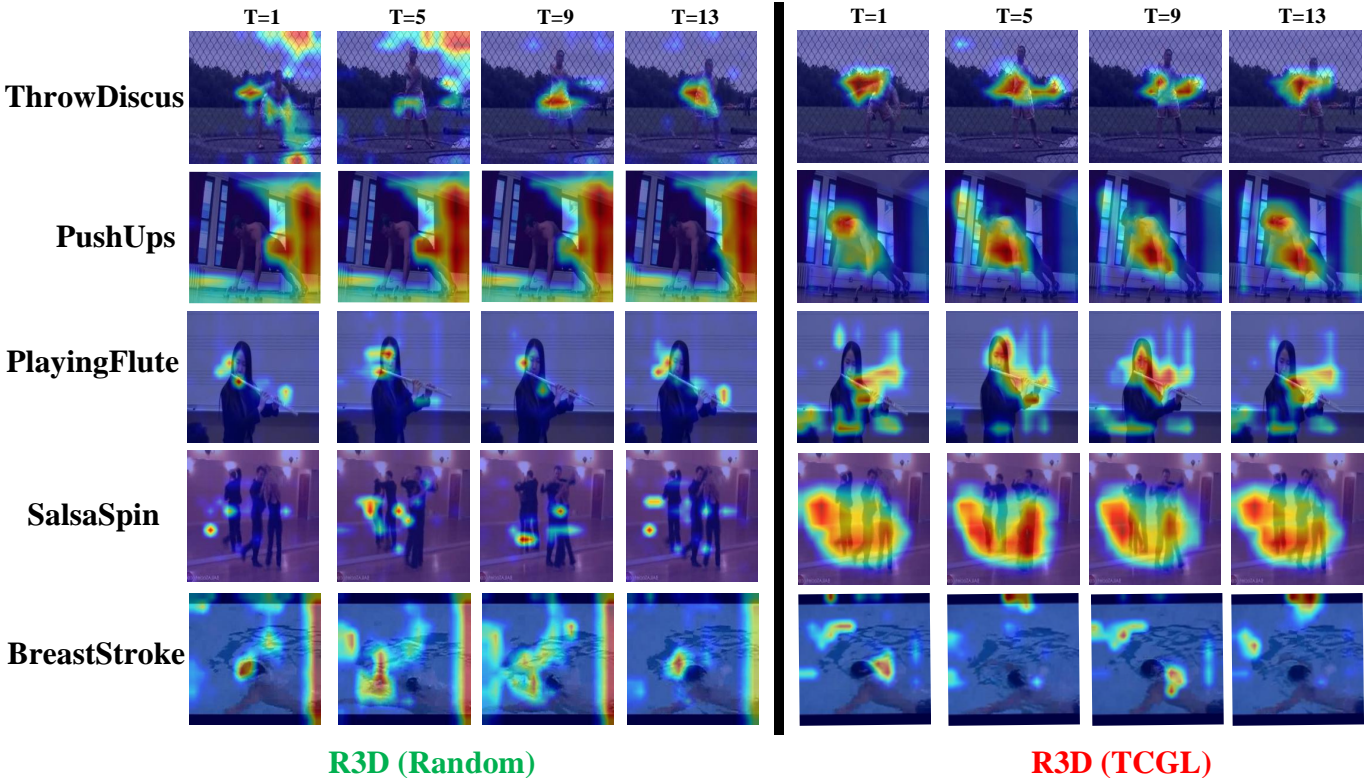 T=1 T=5 T=9 T=13 T=1 T=5 T=9 T=13
ThrowDiscus
PushUps
PlayingFlute
SalsaSpin
BreastStroke
R3D (Random) R3D (TCGL)